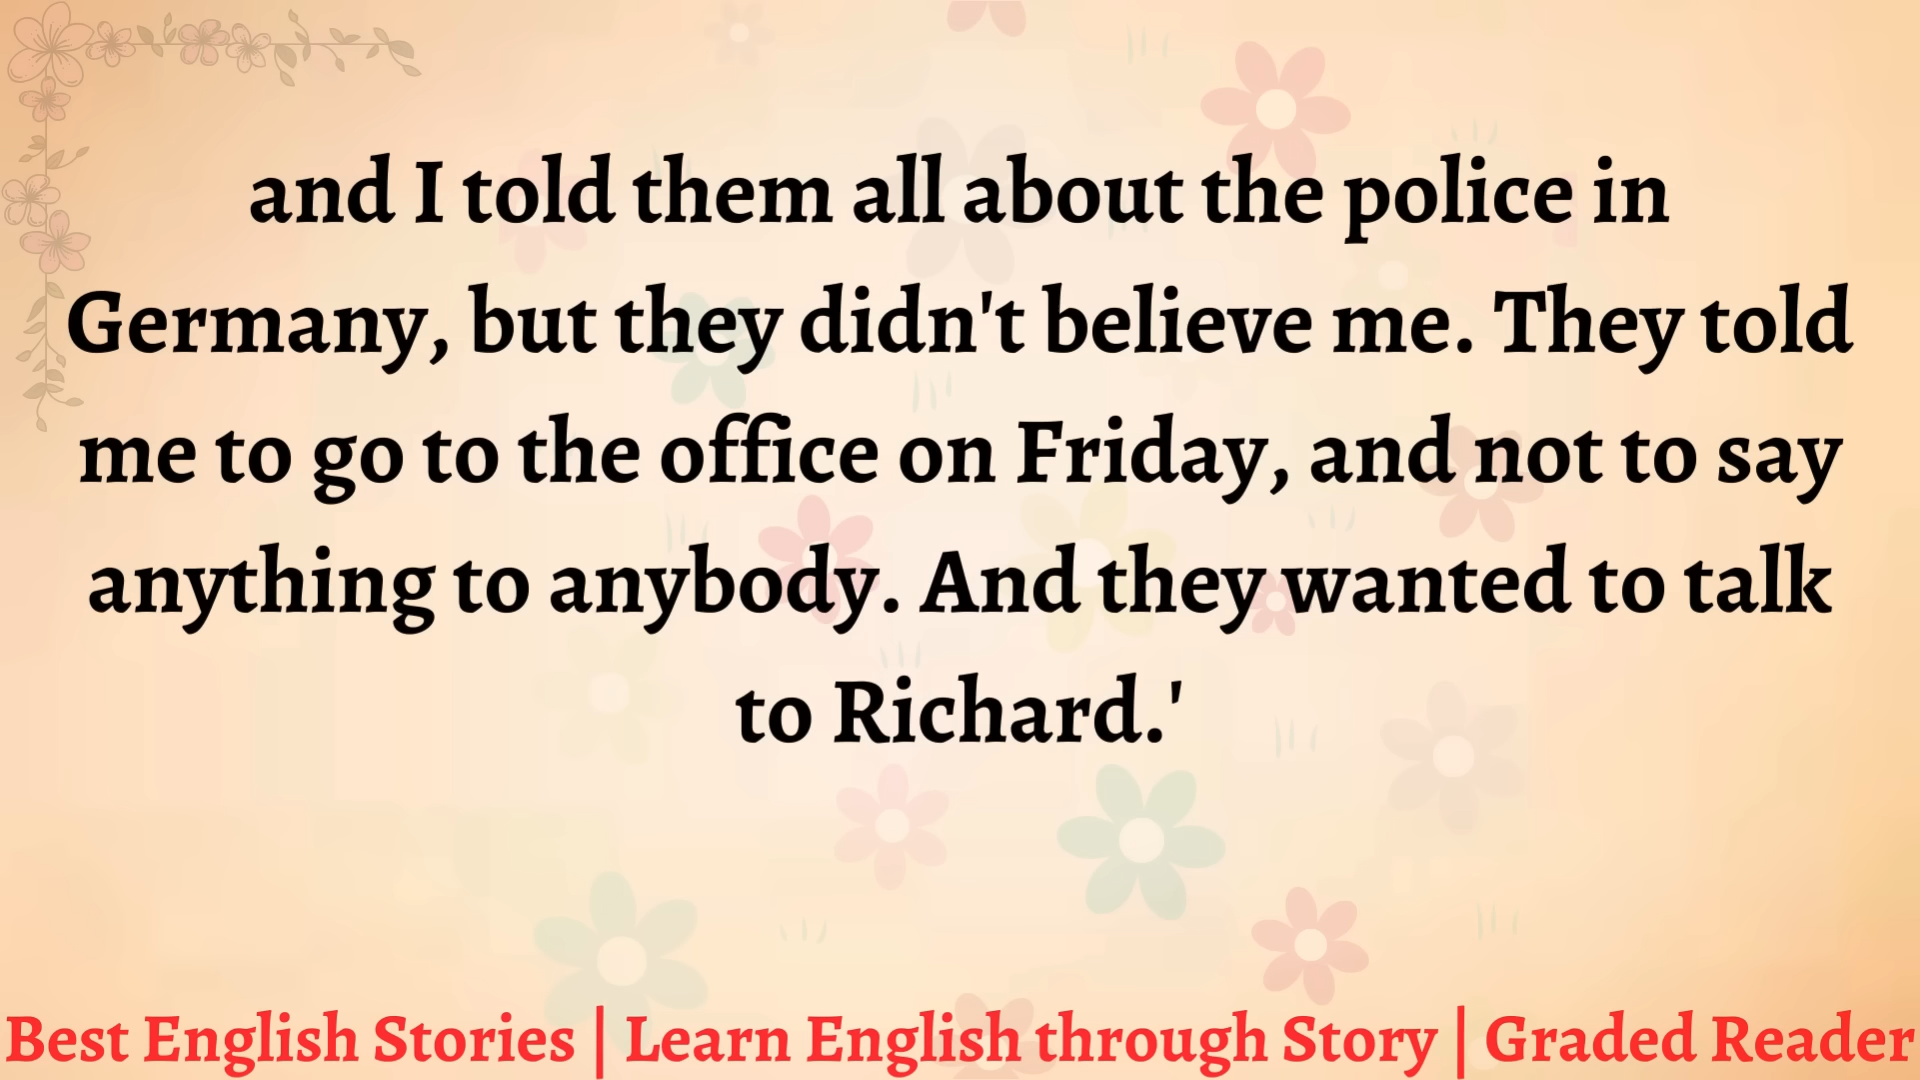 and I told them all about the police in
Germany, but they didn't believe me. They told
me to go to the office on Friday, and not to say
anything to anybody. And they wanted to talk
to Richard.'
Best English Stories | Learn English through Story | Graded Reader